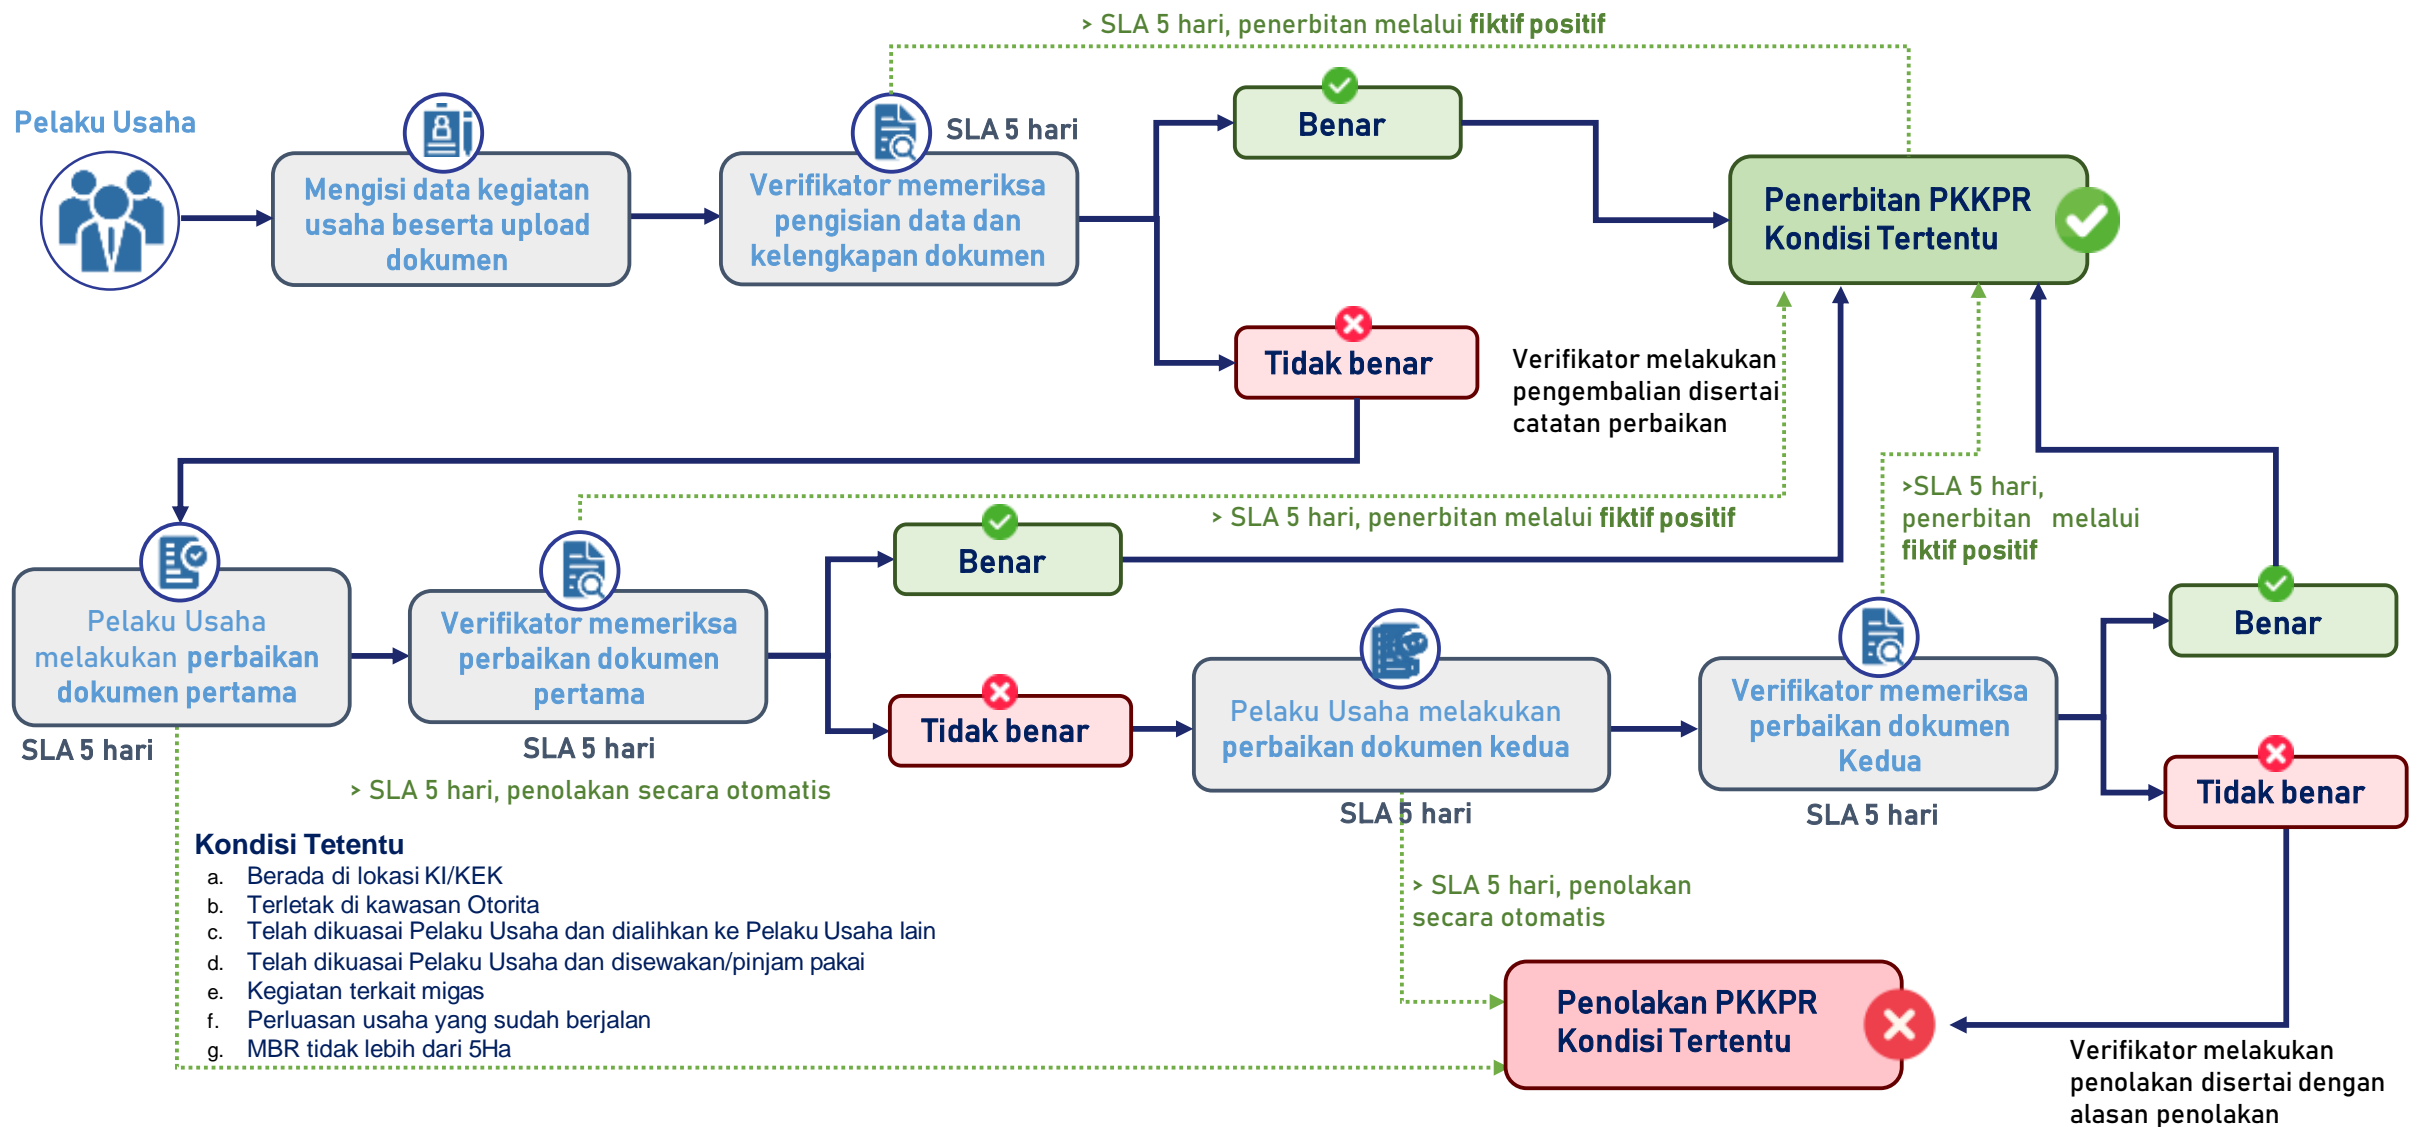 > SLA 5 hari, penerbitan melalui fiktif positif
Pelaku Usaha
SLA 5 hari
Mengisi data kegiatan
usaha beserta upload
dokumen
Verifikator memeriksa
pengisian data dan
kelengkapan dokumen
Benar
Penerbitan PKKPR
Kondisi Tertentu
Tidak benar
Verifikator melakukan
pengembalian disertai
catatan perbaikan
> SLA 5 hari, penerbitan melalui fiktif positif
>SLA 5 hari,
penerbitan melalui
fiktif positif
Pelaku Usaha
melakukan perbaikan
dokumen pertama
SLA 5 hari
Verifikator memeriksa
perbaikan dokumen
pertama
SLA 5 hari
Benar
Tidak benar
Pelaku Usaha melakukan
perbaikan dokumen kedua
SLA 5 hari
Verifikator memeriksa
perbaikan dokumen
Kedua
SLA 5 hari
Benar
Tidak benar
> SLA 5 hari, penolakan secara otomatis
Kondisi Tetentu
a. Berada di lokasi KI/KEK
b. Terletak di kawasan Otorita
c. Telah dikuasai Pelaku Usaha dan dialihkan ke Pelaku Usaha lain
d. Telah dikuasai Pelaku Usaha dan disewakan/pinjam pakai
e. Kegiatan terkait migas
f. Perluasan usaha yang sudah berjalan
g. MBR tidak lebih dari 5Ha
> SLA 5 hari, penolakan
secara otomatis
Penolakan PKKPR
Kondisi Tertentu
Verifikator melakukan
penolakan disertai dengan
alasan penolakan